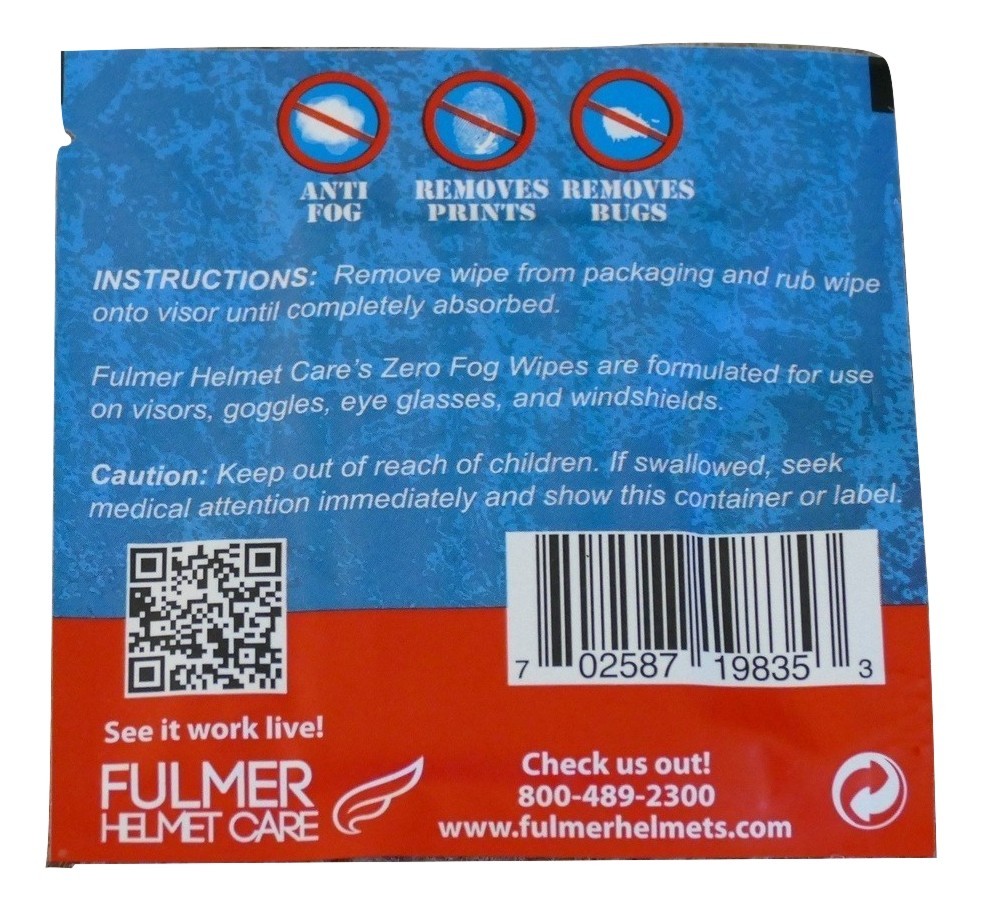 ANTI
FOG
REMOVES
PRINTS
REMOVES
BUGS
INSTRUCTIONS: Remove wipe from packaging and rub wipe
onto visor until completely absorbed.
Fulmer Helmet Care's Zero Fog Wipes are formulated for use
on visors, goggles, eye glasses, and windshields.
Caution: Keep out of reach of children. If swallowed, seek
medical attention immediately and show this container or label.
7 02587 19835 3
See it work live!
FULMER
HELMET CARE
Check us out!
800-489-2300
www.fulmerhelmets.com